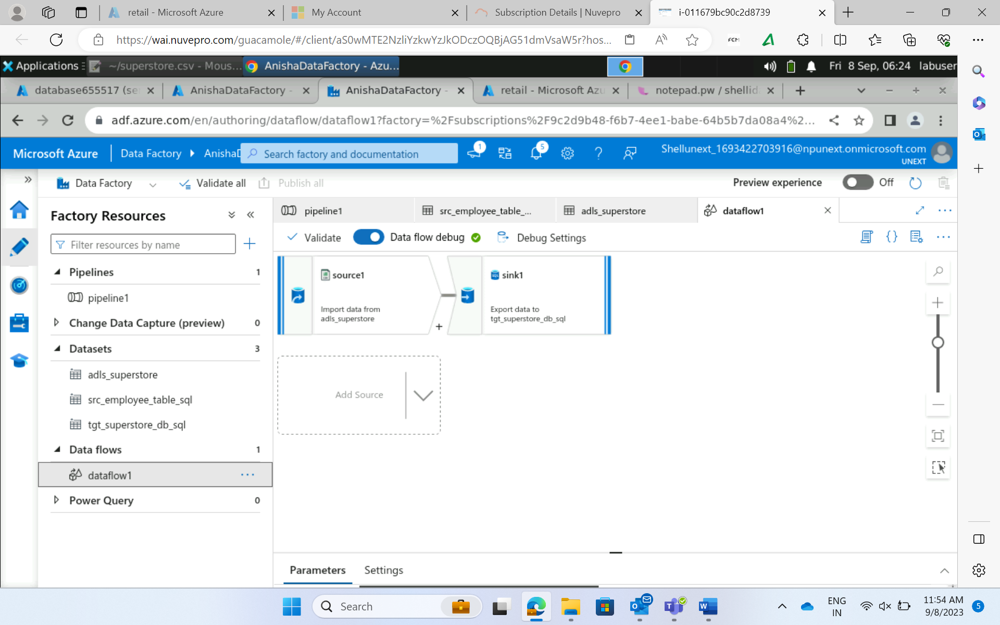 retail - Microsoft Azure
My Account
Subscription Details | Nuvepro
i-011679bc90c2d8739
https://wai.nuvepro.com/guacamole/#/client/aS0wMTE2NzliYzkwYzJkODczOQBjAG51dmVsaW5r?hos...
Applications
~/superstore.csv - Mous...
AnishaDataFactory - Azu...
Fri 8 Sep, 06:24 labuser
database655517 (se
AnishaDataFactory -
AnishaDataFactory -
retail - Microsoft Azu
notepad.pw / shellid
adf.azure.com/en/authoring/dataflow/dataflow1?factory=%2Fsubscriptions%2F9c2d9b48-f6b7-4ee1-babe-64b5b7da08a4%2...
Microsoft Azure
Data Factory
AnishaD
Search factory and documentation
1
5
Shellunext_1693422703916@npunext.onmicrosoft.com
UNEXT
Data Factory
Validate all
Publish all
Preview experience
Off
Factory Resources
pipeline1
src_employee_table_...
adls_superstore
dataflow1
Filter resources by name
Validate
Data flow debug
Debug Settings
Pipelines 1
pipeline1
Change Data Capture (preview) 0
Datasets 3
adls_superstore
src_employee_table_sql
tgt_superstore_db_sql
Data flows 1
dataflow1
Power Query 0
source1
Import data from
adls_superstore
sink1
Export data to
tgt_superstore_db_sql
Add Source
Parameters
Settings
Search
ENG
IN
11:54 AM
9/8/2023
5